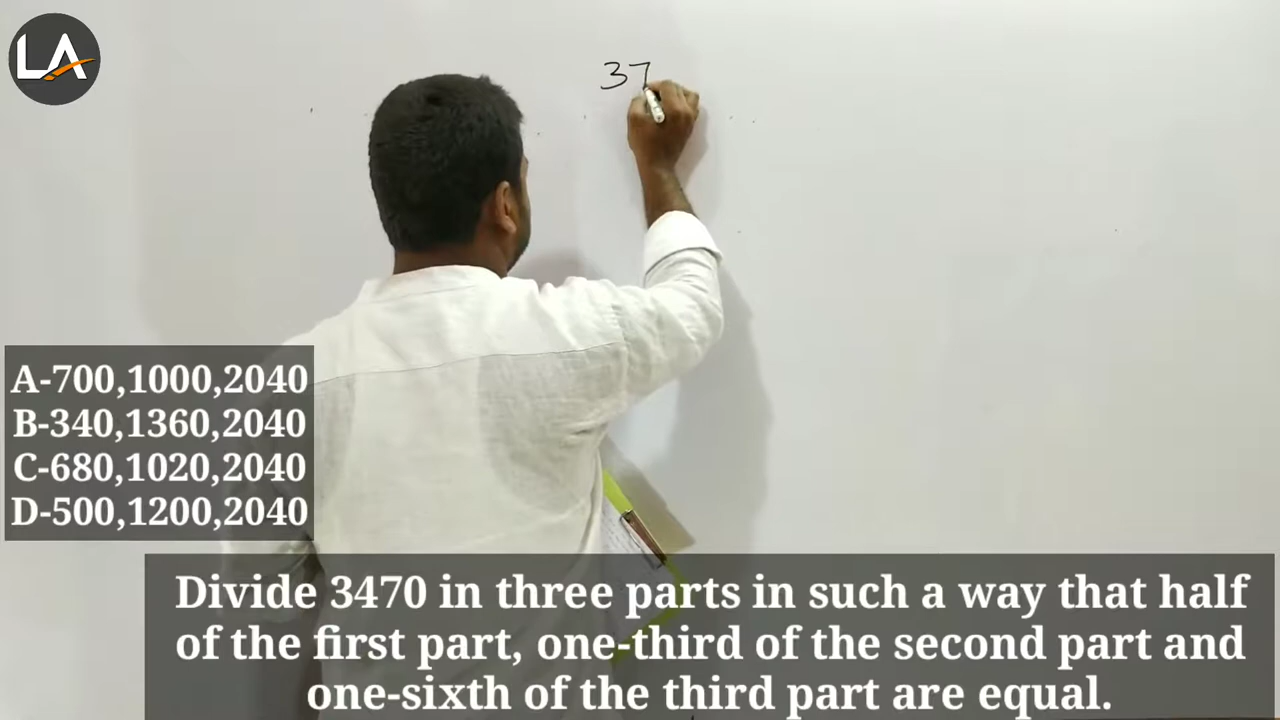 LA
37
A-700,1000,2040
B-340,1360,2040
C-680,1020,2040
D-500,1200,2040
Divide 3470 in three parts in such a way that half
of the first part, one-third of the second part and
one-sixth of the third part are equal.